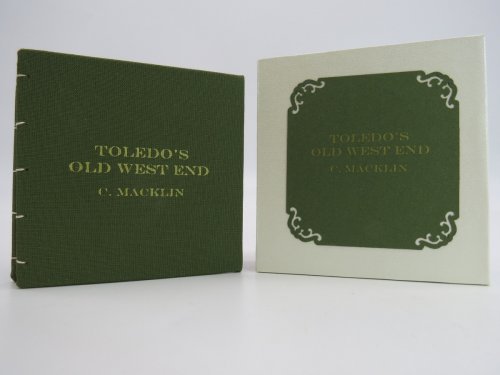 TOLEDO'S
OLD WEST END
C. MACKLIN
TOLEDO'S
OLD WEST END
C. MACKLIN